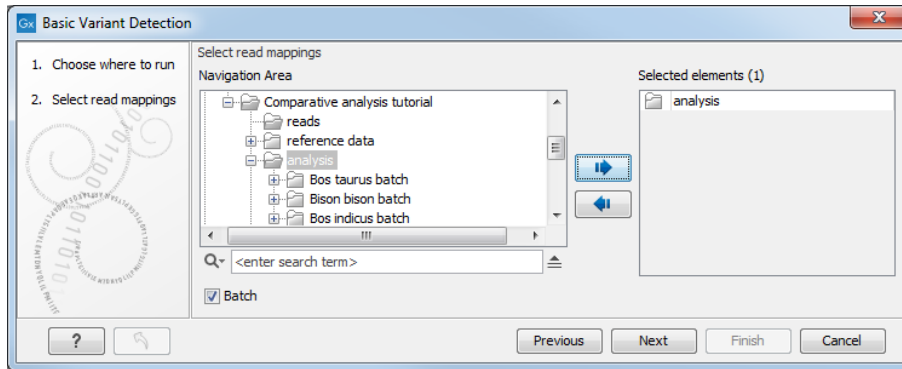 Gx Basic Variant Detection
1. Choose where to run
2. Select read mappings
Select read mappings
Navigation Area
Comparative analysis tutorial
reads
reference data
analysis
Bos taurus batch
Bison bison batch
Bos indicus batch
<enter search term>
Batch
Selected elements (1)
analysis
?
Previous
Next
Finish
Cancel